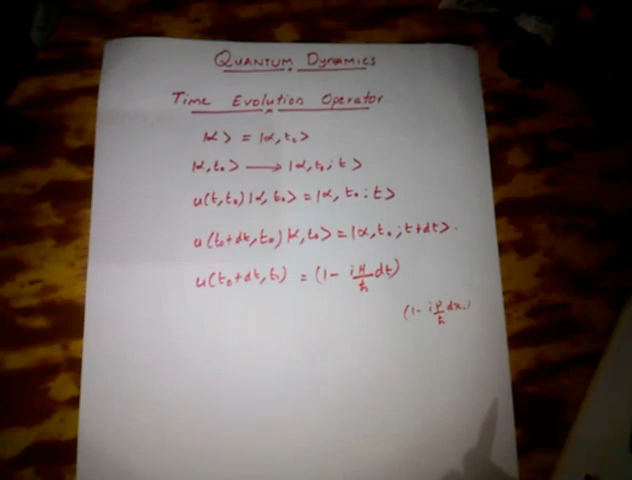 QUANTUM DYNAMICS
Time Evolution Operator
|α> = |α, t₀>
|α, t₀> ⟶ |α, t₀; t>
u(t, t₀) |α, t₀> = |α, t₀; t>
u(t₀+dt, t₀) |α, t₀> = |α, t₀; t+dt>.
u(t₀+dt, t₀) = (1 - iH/ħ dt)
(1 - iP/ħ dx.)